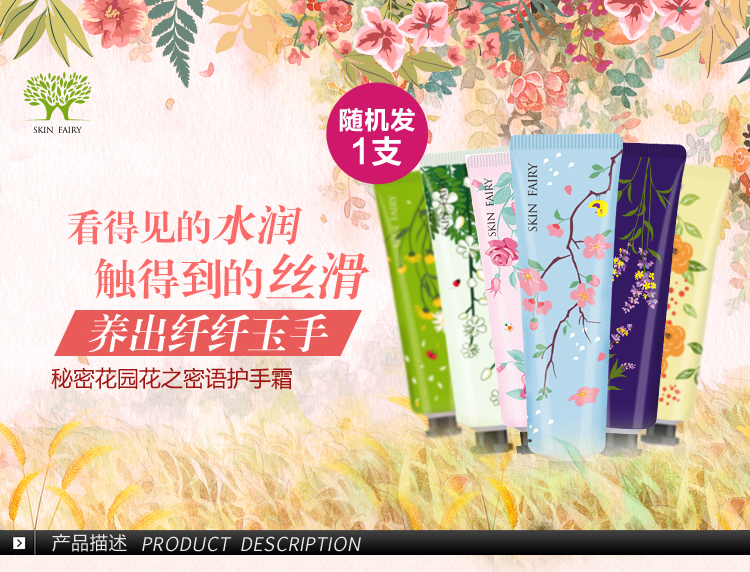 SKIN FAIRY
随机发
1支
看得见的水润
触得到的丝滑
养出纤纤玉手
秘密花园花之密语护手霜
SKIN FAIRY
SKIN FAIRY
产品描述 PRODUCT DESCRIPTION